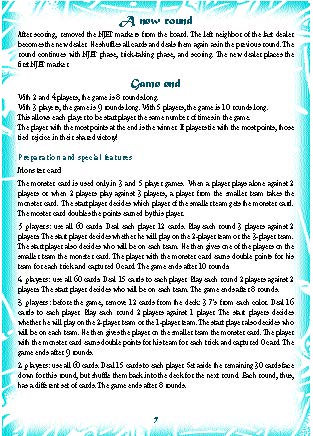 A new round
After scoring, removed the NJET markers from the board. The left neighbor of the last dealer
becomes the new dealer. He shuffles all cards and deals them again as in the previous round. The
round continues with NJET phase, trick-taking phase, and scoring. The new dealer places the
first NJET marker.
Game end
With 2 and 4 players, the game is 8 rounds long.
With 3 players, the game is 9 rounds long. With 5 players, the game is 10 rounds long.
This allows each player to be start player the same number of times in the game.
The player with the most points at the end is the winner. If players tie with the most points, those
tied rejoice in their shared victory!
Preparation and special features
Monster card
The monster card is used only in 3 and 5 player games. When a player plays alone against 2
players or when 2 players play against 3 players, a player from the smaller team takes the
monster card. The start player decides which player of the smaller team gets the monster card.
The monster card doubles the points earned by this player.
5 players: use all 60 cards. Deal each player 12 cards. Play each round 3 players against 2
players. The start player decides whether he will play on the 2-player team or the 3-player team.
The start player also decides who will be on each team. He then gives one of the players on the
smaller team the monster card. The player with the monster card earns double points for his
team for each trick and captured 0 card. The game ends after 10 rounds.
4 players: use all 60 cards. Deal 15 cards to each player. Play each round 2 players against 2
players. The start player decides who will be on each team. The game ends after 8 rounds.
3 players: before the game, remove 12 cards from the deck: 3 7's from each color. Deal 16
cards to each player. Play each round 2 players against 1 player. The start player decides
whether he will play on the 2-player team or the 1-player team. The start player also decides who
will be on each team. He then gives the player on the smaller team the monster card. The player
with the monster card earns double points for his team for each trick and captured 0 card. The
game ends after 9 rounds.
2 players: use all 60 cards. Deal 15 cards to each player. Set aside the remaining 30 cards face
down for this round, but shuffle them back into the deck for the next round. Each round, thus,
has a different set of cards. The game ends after 8 rounds.
7